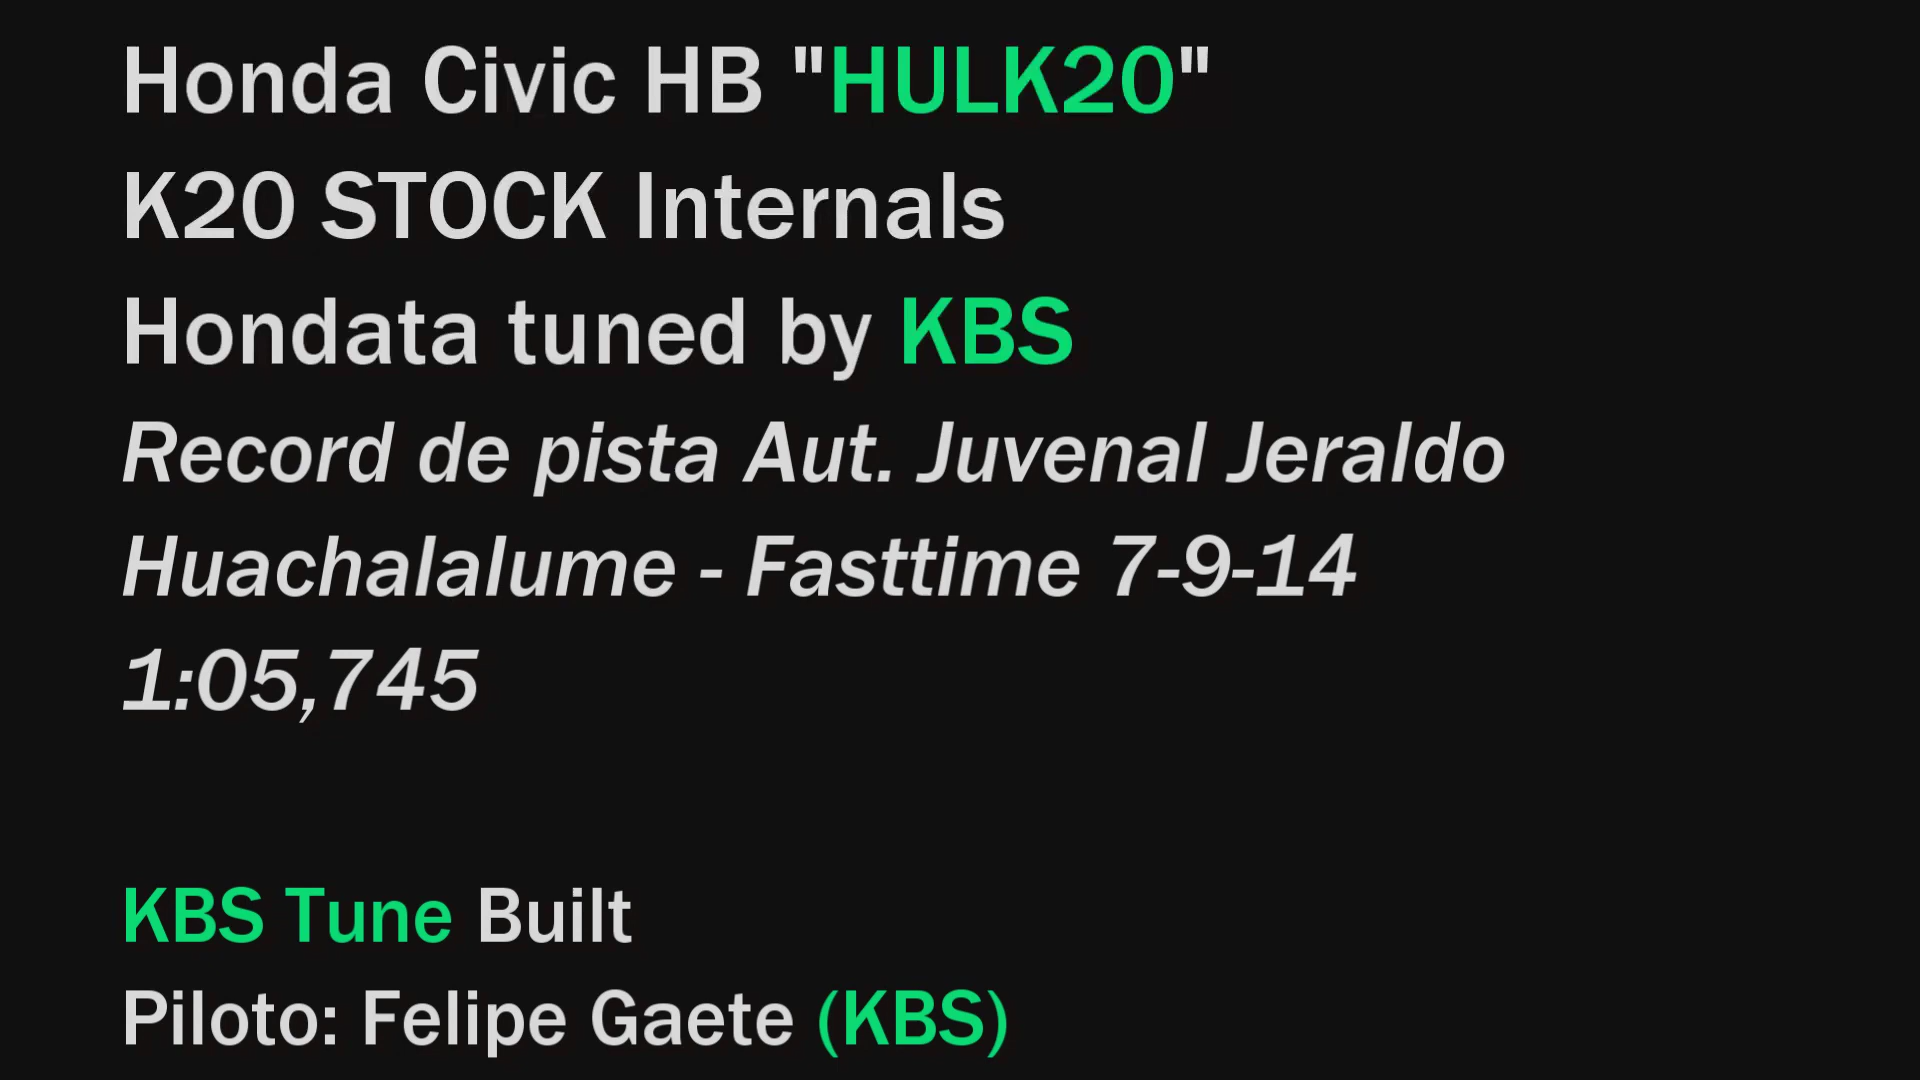 Honda Civic HB "HULK20"
K20 STOCK Internals
Hondata tuned by KBS
Record de pista Aut. Juvenal Jeraldo
Huachalalume - Fasttime 7-9-14
1:05,745
KBS Tune Built
Piloto: Felipe Gaete (KBS)